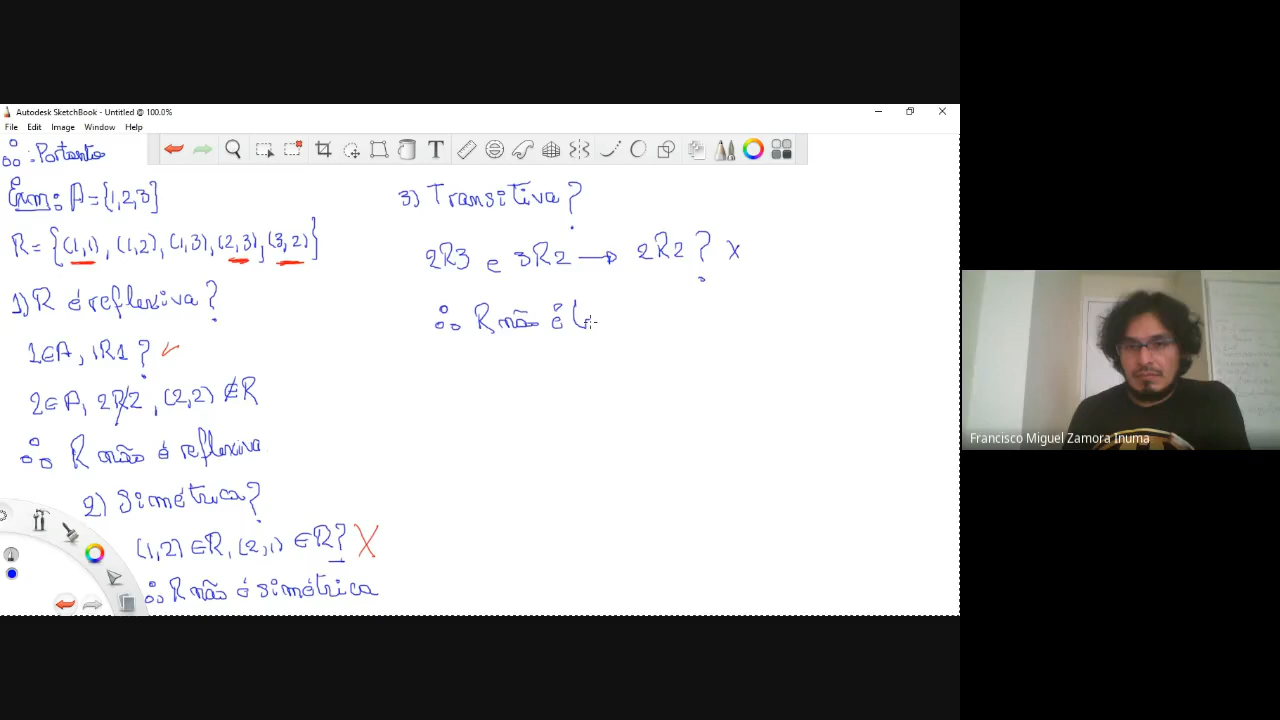 Autodesk SketchBook - Untitled @ 100.0%
File Edit Image Window Help
∴ : Portanto
Exm: A = {1,2,3}
R = {(1,1), (1,2), (1,3), (2,3), (3,2)}
1) R é reflexiva?
1∈A, 1R1 ? ✓
2∈A, 2R̸2, (2,2) ∉ R
∴ R não é reflexiva
2) Simétrica?
(1,2) ∈ R, (2,1) ∈ R? X
∴ R não é simétrica
3) Transitiva?
2R3 e 3R2 → 2R2 ? X
∴ R não é t
Francisco Miguel Zamora Inuma